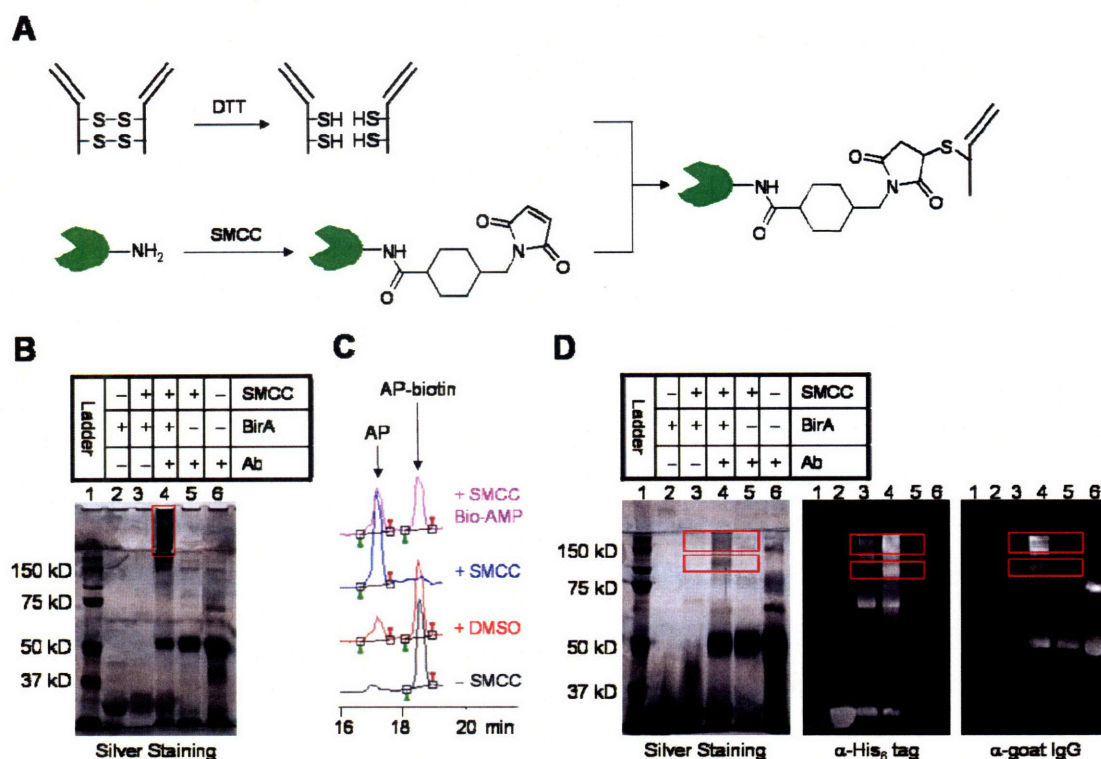 A
S–S
S–S
DTT
SH HS
SH HS
NH2
SMCC
NH
O
O
N
O
NH
O
O
N
O
S
B
Ladder
– + + + – SMCC
+ + + – – BirA
– – + + + Ab
1 2 3 4 5 6
150 kD
75 kD
50 kD
37 kD
Silver Staining
C
AP-biotin
AP
+ SMCC
Bio-AMP
+ SMCC
+ DMSO
– SMCC
16 18 20 min
D
Ladder
– + + + – SMCC
+ + + – – BirA
– – + + + Ab
1 2 3 4 5 6 1 2 3 4 5 6 1 2 3 4 5 6
150 kD
75 kD
50 kD
37 kD
Silver Staining
α-His6 tag
α-goat IgG